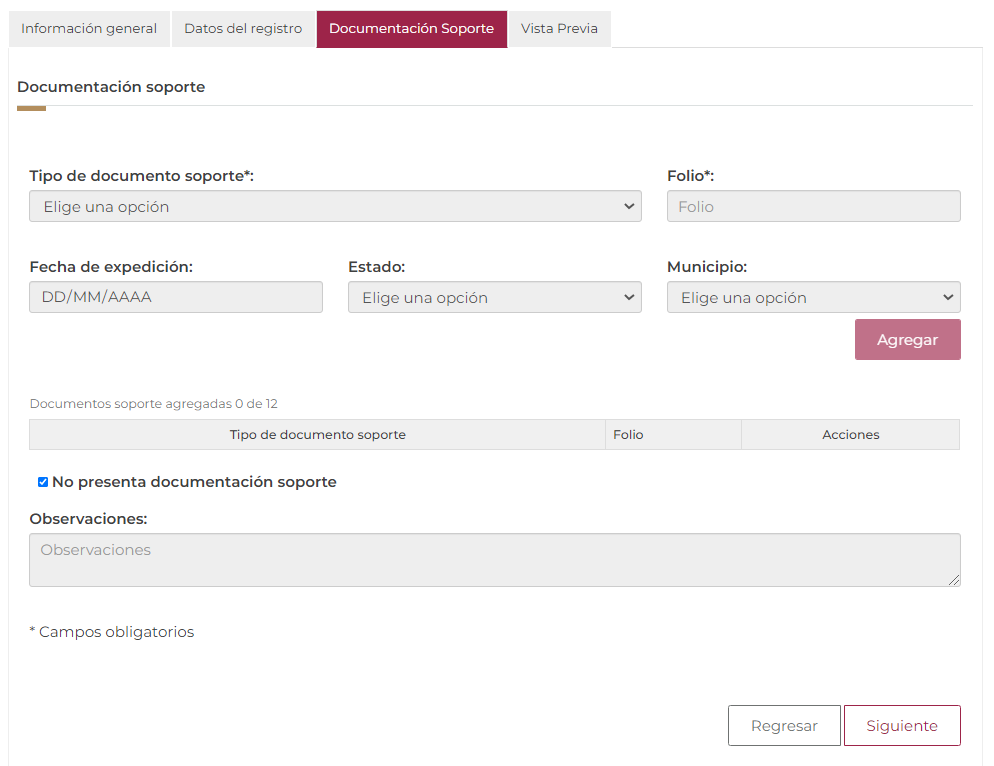 Información general Datos del registro Documentación Soporte Vista Previa
Documentación soporte
Tipo de documento soporte*: Folio*:
Elige una opción Folio
Fecha de expedición: Estado: Municipio:
DD/MM/AAAA Elige una opción Elige una opción
Agregar
Documentos soporte agregadas 0 de 12
Tipo de documento soporte Folio Acciones
No presenta documentación soporte
Observaciones:
Observaciones
* Campos obligatorios
Regresar Siguiente